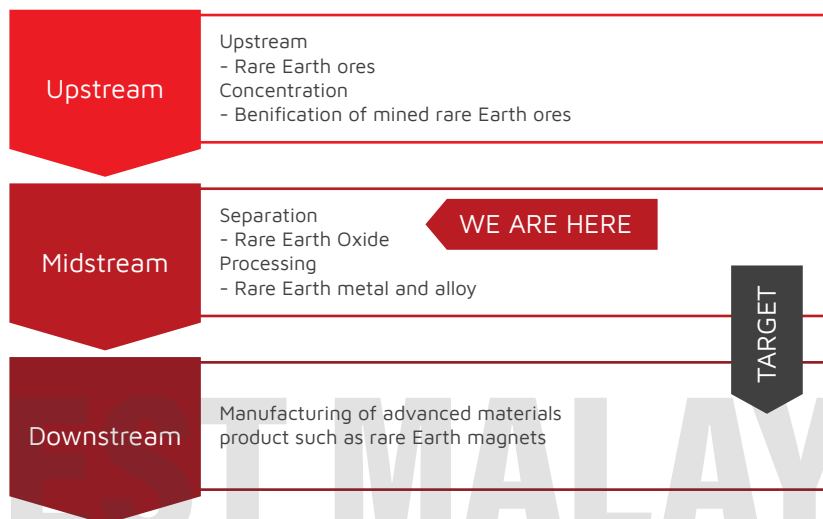 Upstream
Upstream
- Rare Earth ores
Concentration
- Benification of mined rare Earth ores
Midstream
Separation
- Rare Earth Oxide
WE ARE HERE
Processing
- Rare Earth metal and alloy
TARGET
Downstream
Manufacturing of advanced materials
product such as rare Earth magnets
EST MALAY